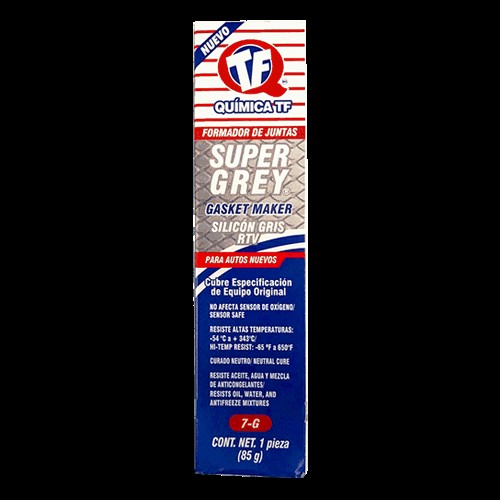 NUEVO
TF
QUÍMICA TF
FORMADOR DE JUNTAS
SUPER
GREY
GASKET MAKER
SILICÓN GRIS
RTV
PARA AUTOS NUEVOS
Cubre Especificación
de Equipo Original
NO AFECTA SENSOR DE OXÍGENO/
SENSOR SAFE
RESISTE ALTAS TEMPERATURAS:
-54 °C a + 343°C/
HI-TEMP RESIST: -65 °F a 650°F
CURADO NEUTRO/ NEUTRAL CURE
RESISTE ACEITE, AGUA Y MEZCLA
DE ANTICONGELANTES/
RESISTS OIL, WATER, AND
ANTIFREEZE MIXTURES
7-G
CONT. NET. 1 pieza
(85 g)